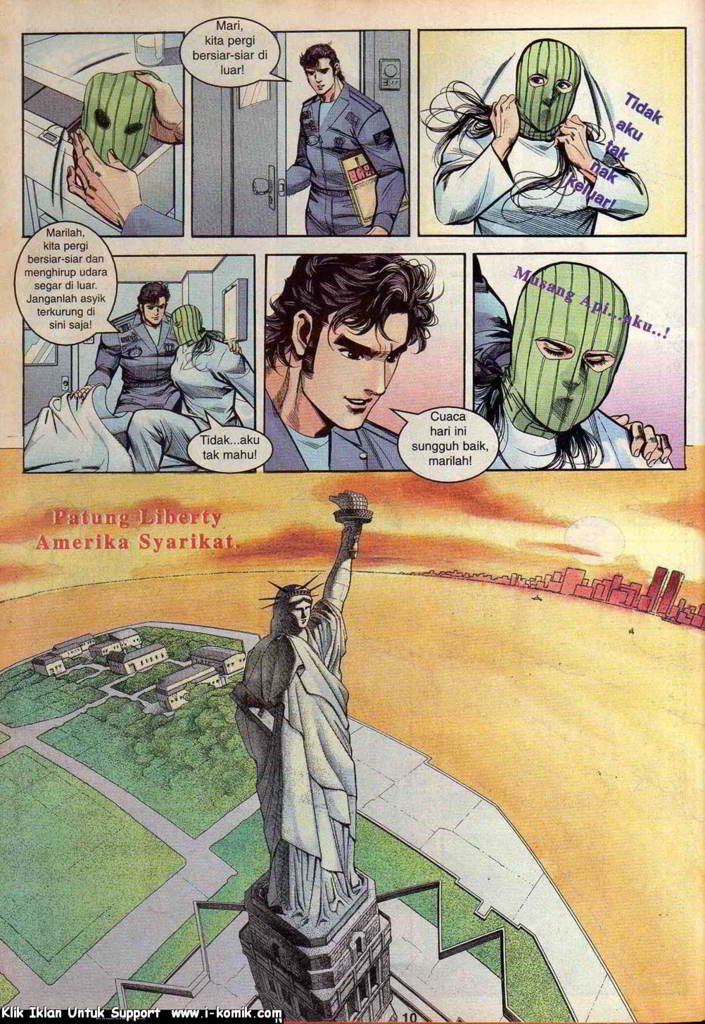 Mari,
kita pergi
bersiar-siar di
luar!
Tidak
aku
tak
nak
keluar!
Marilah,
kita pergi
bersiar-siar dan
menghirup udara
segar di luar.
Janganlah asyik
terkurung di
sini saja!
Tidak...aku
tak mahu!
Cuaca
hari ini
sungguh baik,
marilah!
Musang Api...aku..!
Patung Liberty
Amerika Syarikat.
10
Klik Iklan Untuk Support www.i-komik.com